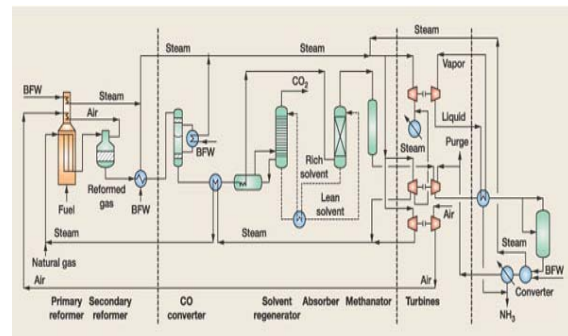 Steam
Steam
Steam
Vapor
CO2
BFW
Steam
Air
Liquid
BFW
Steam
Purge
Rich
solvent
Reformed
gas
Lean
solvent
Air
Fuel
BFW
Steam
Steam
Steam
BFW
Natural gas
Air
Air
Converter
Primary
reformer
Secondary
reformer
CO
converter
Solvent
regenerator
Absorber
Methanator
Turbines
NH3